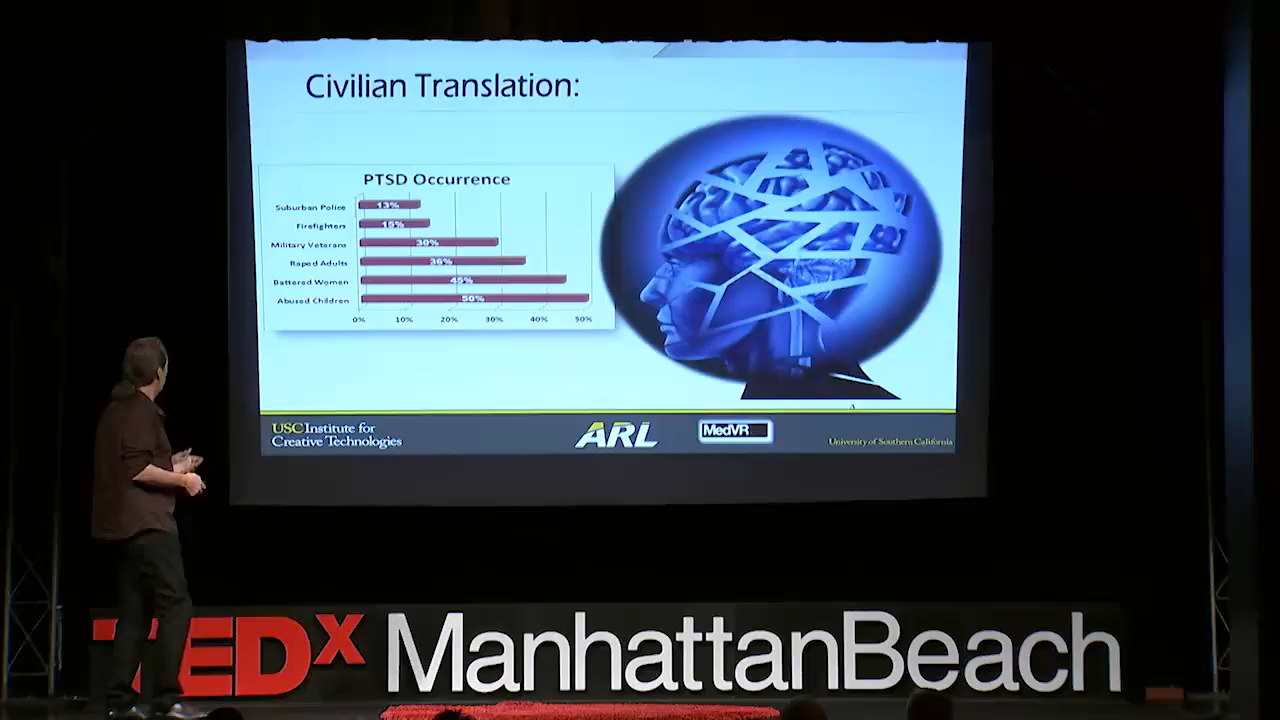 Civilian Translation:
PTSD Occurrence
Suburban Police 13%
Firefighters 15%
Military Veterans 30%
Raped Adults 36%
Battered Women 45%
Abused Children 50%
0% 10% 20% 30% 40% 50%
USC Institute for
Creative Technologies
ARL
MedVR
University of Southern California
TEDx ManhattanBeach